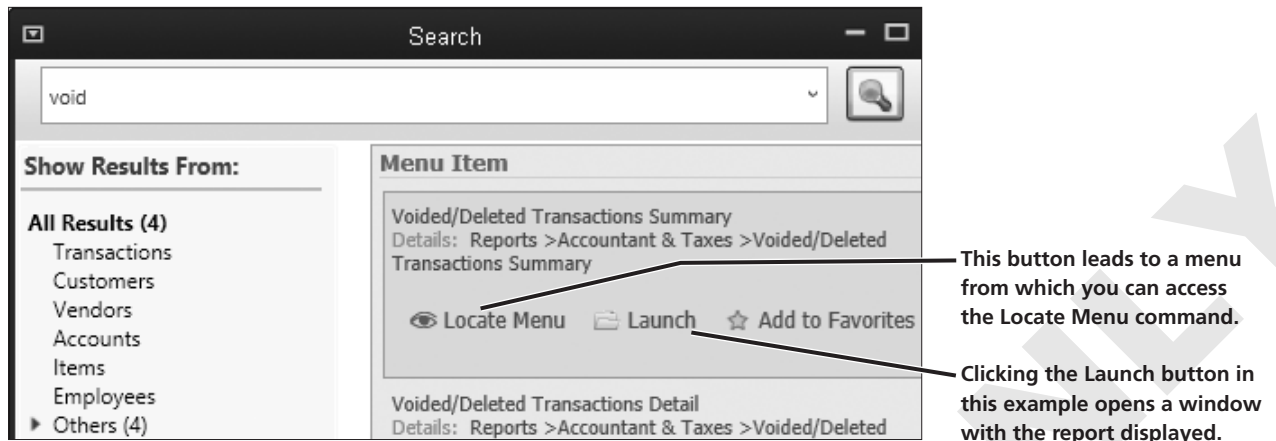 Search
void
Show Results From:
All Results (4)
Transactions
Customers
Vendors
Accounts
Items
Employees
Others (4)
Menu Item
Voided/Deleted Transactions Summary
Details: Reports >Accountant & Taxes >Voided/Deleted
Transactions Summary
Locate Menu Launch Add to Favorites
Voided/Deleted Transactions Detail
Details: Reports >Accountant & Taxes >Voided/Deleted
This button leads to a menu
from which you can access
the Locate Menu command.
Clicking the Launch button in
this example opens a window
with the report displayed.